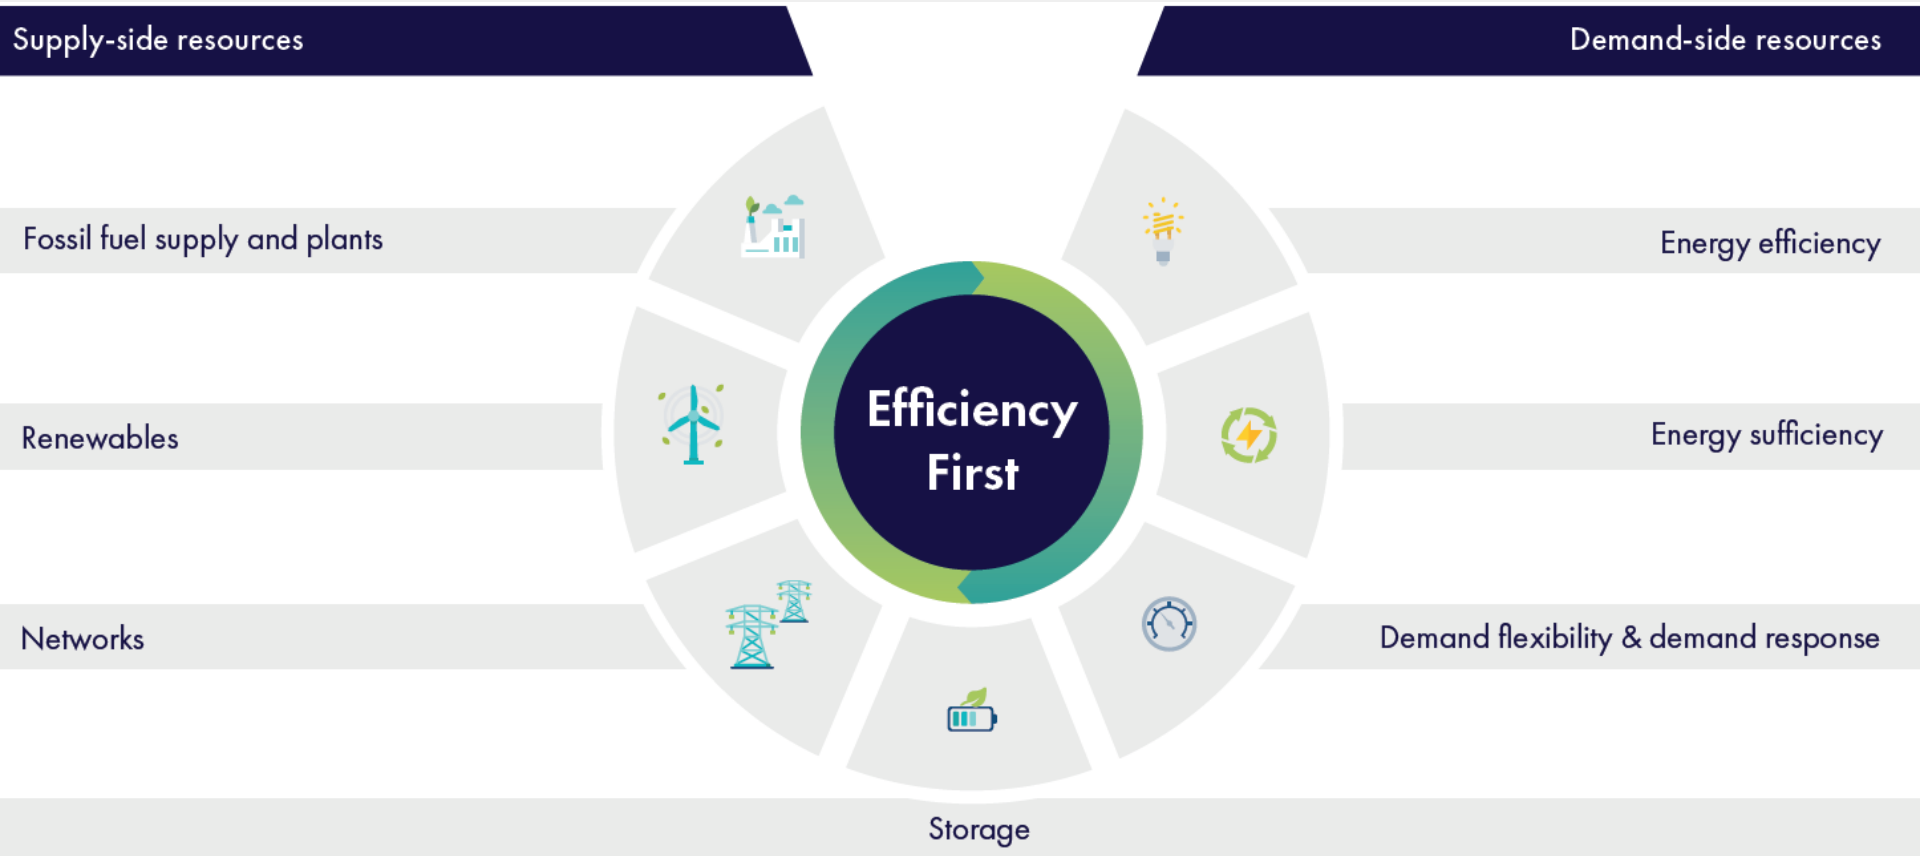 Supply-side resources
Demand-side resources
Fossil fuel supply and plants
Energy efficiency
Renewables
Efficiency
First
Energy sufficiency
Networks
Demand flexibility & demand response
Storage